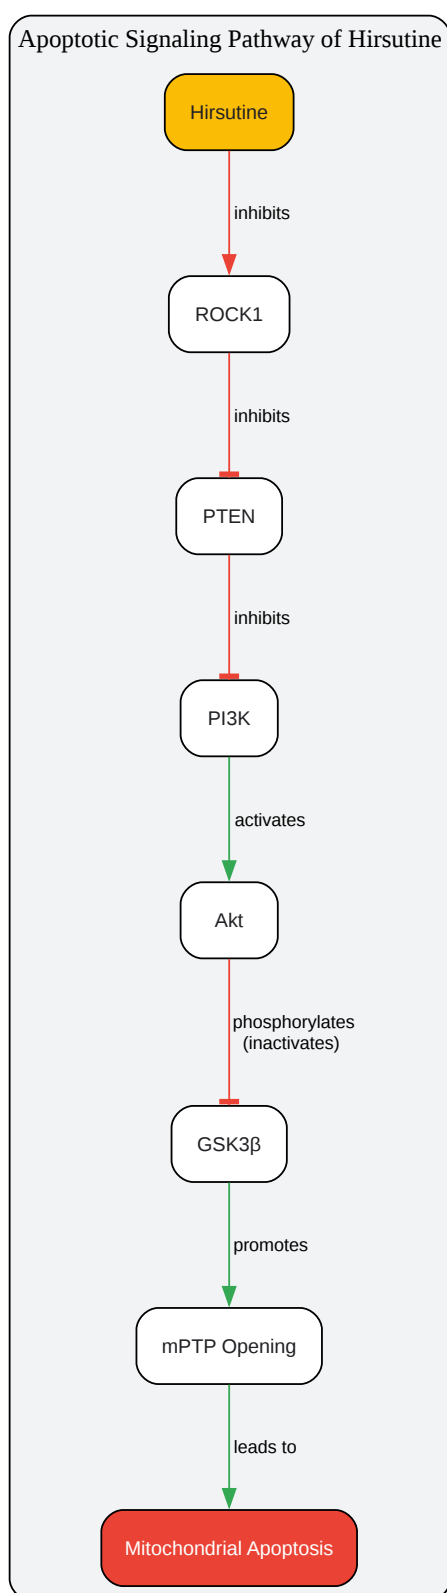 Apoptotic Signaling Pathway of Hirsutine
Hirsutine
inhibits
ROCK1
inhibits
PTEN
inhibits
PI3K
activates
Akt
phosphorylates
(inactivates)
GSK3β
promotes
mPTP Opening
leads to
Mitochondrial Apoptosis